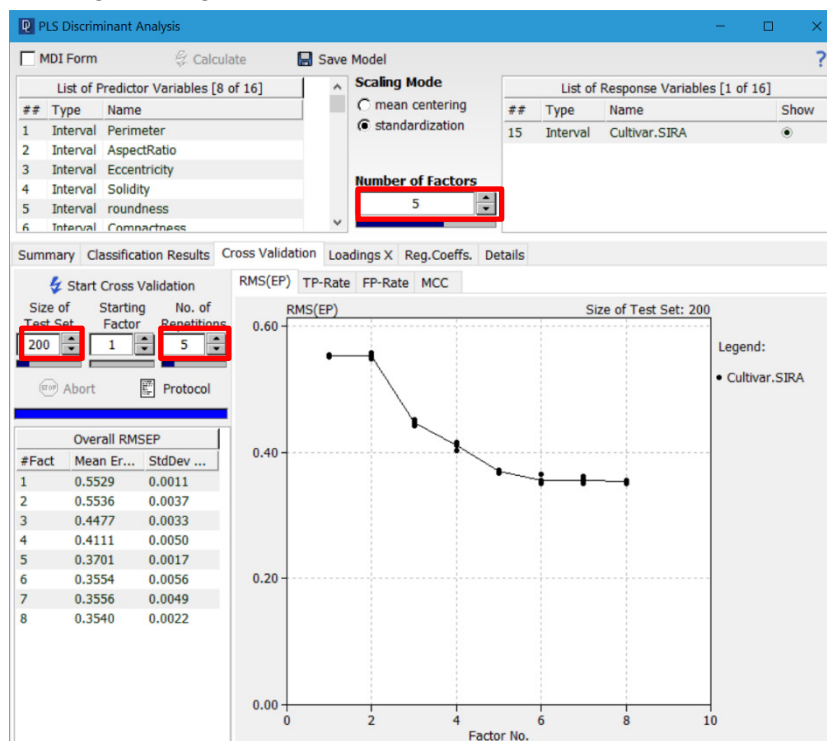 PLS Discriminant Analysis
MDI Form Calculate Save Model ?
List of Predictor Variables [8 of 16]
## Type Name
1 Interval Perimeter
2 Interval AspectRatio
3 Interval Eccentricity
4 Interval Solidity
5 Interval roundness
6 Interval Compactness
Scaling Mode
mean centering
standardization
Number of Factors
5
List of Response Variables [1 of 16]
## Type Name Show
15 Interval Cultivar.SIRA
Summary Classification Results Cross Validation Loadings X Reg.Coeffs. Details
Start Cross Validation
Size of Test Set Starting Factor No. of Repetitions
200 1 5
STOP Abort Protocol
Overall RMSEP
#Fact Mean Er... StdDev ...
1 0.5529 0.0011
2 0.5536 0.0037
3 0.4477 0.0033
4 0.4111 0.0050
5 0.3701 0.0017
6 0.3554 0.0056
7 0.3556 0.0049
8 0.3540 0.0022
RMS(EP) TP-Rate FP-Rate MCC
RMS(EP) Size of Test Set: 200
0.60
0.40
0.20
0.00
0 2 4 6 8 10
Factor No.
Legend:
Cultivar.SIRA